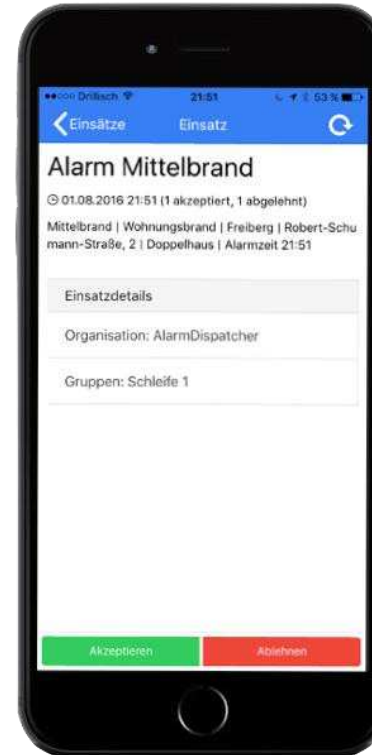 Drillisch 21:51 53 %
Einsätze Einsatz
Alarm Mittelbrand
01.08.2016 21:51 (1 akzeptiert, 1 abgelehnt)
Mittelbrand | Wohnungsbrand | Freiberg | Robert-Schu
mann-Straße, 2 | Doppelhaus | Alarmzeit 21:51
Einsatzdetails
Organisation: AlarmDispatcher
Gruppen: Schleife 1
Akzeptieren Ablehnen